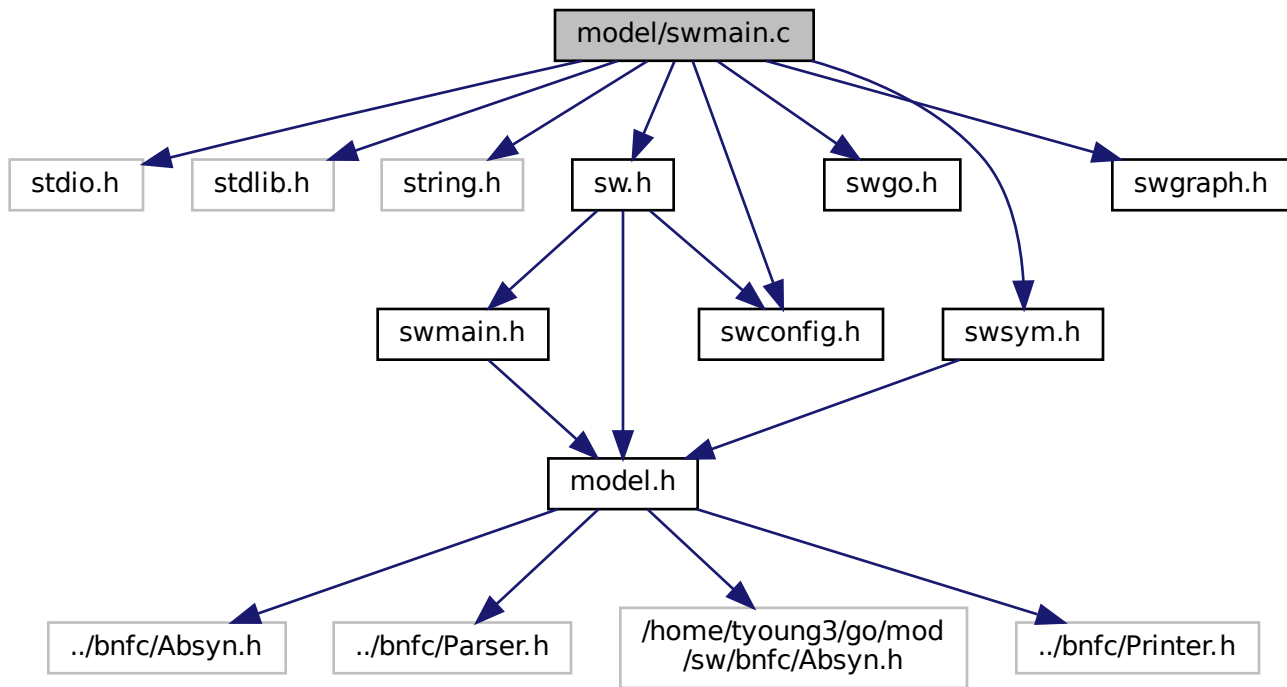 model/swmain.c
stdio.h
stdlib.h
string.h
sw.h
swgo.h
swgraph.h
swmain.h
swconfig.h
swsym.h
model.h
../bnfc/Absyn.h
../bnfc/Parser.h
/home/tyoung3/go/mod
/sw/bnfc/Absyn.h
../bnfc/Printer.h